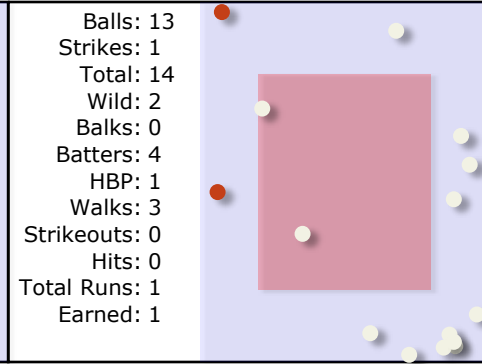 Balls: 13
Strikes: 1
Total: 14
Wild: 2
Balks: 0
Batters: 4
HBP: 1
Walks: 3
Strikeouts: 0
Hits: 0
Total Runs: 1
Earned: 1